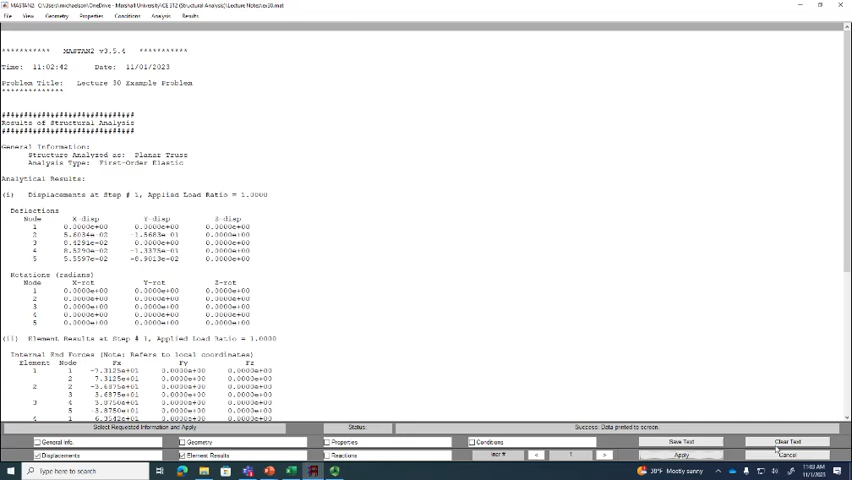 MASTAN2 C:\Users\michaelson\OneDrive - Marshall University\CE 312 (Structural Analysis)\Lecture Notes\ex30.mat
File View Geometry Properties Conditions Analysis Results
*********** MASTAN2 v3.5.4 ***********
Time: 11:02:42 Date: 11/01/2023
Problem Title: Lecture 30 Example Problem
**************
##############################
Results of Structural Analysis
##############################
General Information:
Structure Analyzed as: Planar Truss
Analysis Type: First-Order Elastic
Analytical Results:
(i) Displacements at Step # 1, Applied Load Ratio = 1.0000
Deflections
Node X-disp Y-disp Z-disp
1 0.0000e+00 0.0000e+00 0.0000e+00
2 5.6034e-02 -1.5683e-01 0.0000e+00
3 8.4291e-02 0.0000e+00 0.0000e+00
4 8.5290e-02 -1.3375e-01 0.0000e+00
5 5.5597e-02 -8.9013e-02 0.0000e+00
Rotations (radians)
Node X-rot Y-rot Z-rot
1 0.0000e+00 0.0000e+00 0.0000e+00
2 0.0000e+00 0.0000e+00 0.0000e+00
3 0.0000e+00 0.0000e+00 0.0000e+00
4 0.0000e+00 0.0000e+00 0.0000e+00
5 0.0000e+00 0.0000e+00 0.0000e+00
(ii) Element Results at Step # 1, Applied Load Ratio = 1.0000
Internal End Forces (Note: Refers to local coordinates)
Element Node Fx Fy Fz
1 1 -7.3125e+01 0.0000e+00 0.0000e+00
2 7.3125e+01 0.0000e+00 0.0000e+00
2 2 -3.6875e+01 0.0000e+00 0.0000e+00
3 3.6875e+01 0.0000e+00 0.0000e+00
3 4 3.8750e+01 0.0000e+00 0.0000e+00
5 -3.8750e+01 0.0000e+00 0.0000e+00
4 1 6.3542e+01 0.0000e+00 0.0000e+00
Select Requested Information and Apply Status: Success: Data printed to screen.
General Info. Geometry Properties Conditions Save Text Clear Text
Displacements Element Results Reactions Incr # < 1 > Apply Cancel
Type here to search 38°F Mostly sunny 11:03 AM
11/1/2023